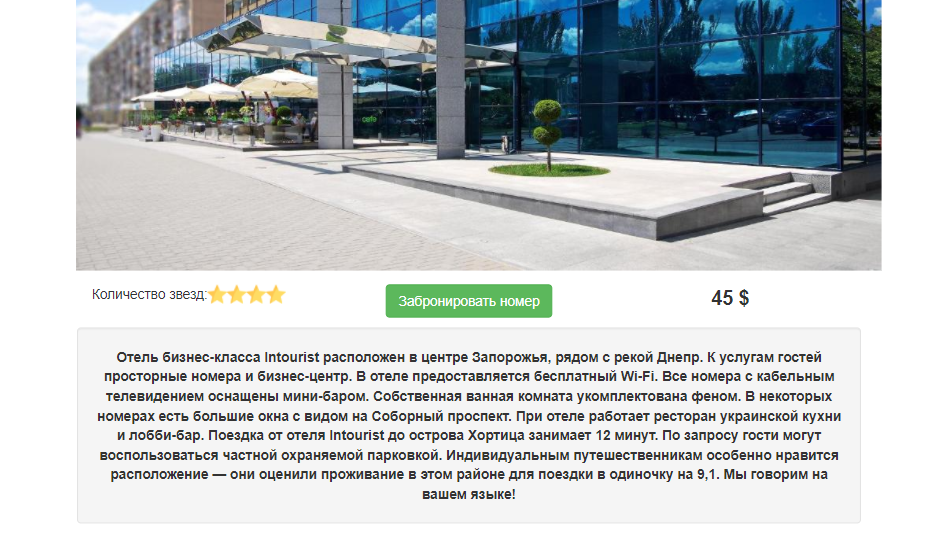 cafe
Количество звезд:
Забронировать номер
45 $
Отель бизнес-класса Intourist расположен в центре Запорожья, рядом с рекой Днепр. К услугам гостей
просторные номера и бизнес-центр. В отеле предоставляется бесплатный Wi-Fi. Все номера с кабельным
телевидением оснащены мини-баром. Собственная ванная комната укомплектована феном. В некоторых
номерах есть большие окна с видом на Соборный проспект. При отеле работает ресторан украинской кухни
и лобби-бар. Поездка от отеля Intourist до острова Хортица занимает 12 минут. По запросу гости могут
воспользоваться частной охраняемой парковкой. Индивидуальным путешественникам особенно нравится
расположение — они оценили проживание в этом районе для поездки в одиночку на 9,1. Мы говорим на
вашем языке!